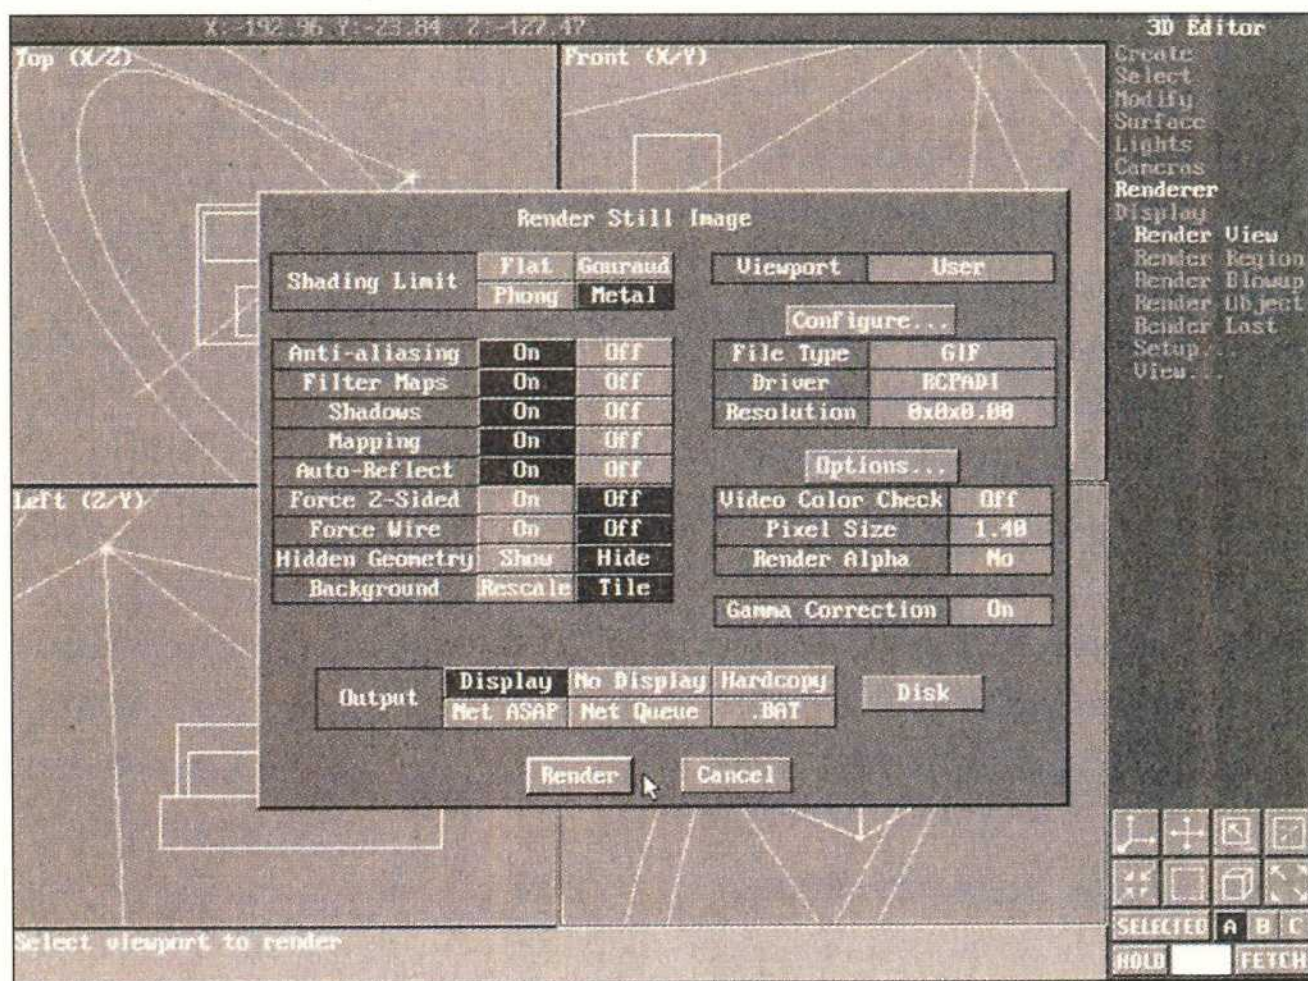 X:-192.96 Y:-23.84 Z:-127.47
3D Editor
Top (X/Z)
Front (X/Y)
Left (Z/Y)
Create
Select
Modify
Surface
Lights
Cameras
Renderer
Display
Render View
Render Region
Render Blowup
Render Object
Render Last
Setup...
View...
Render Still Image
Shading Limit Flat Gouraud
Phong Metal
Anti-aliasing On Off
Filter Maps On Off
Shadows On Off
Mapping On Off
Auto-Reflect On Off
Force 2-Sided On Off
Force Wire On Off
Hidden Geometry Show Hide
Background Rescale Tile
Viewport User
Configure...
File Type GIF
Driver RCPADI
Resolution 0x0x0.00
Options...
Video Color Check Off
Pixel Size 1.40
Render Alpha No
Gamma Correction On
Output Display No Display Hardcopy
Net ASAP Net Queue .BAT
Disk
Render Cancel
Select viewport to render
SELECTED A B C
HOLD FETCH